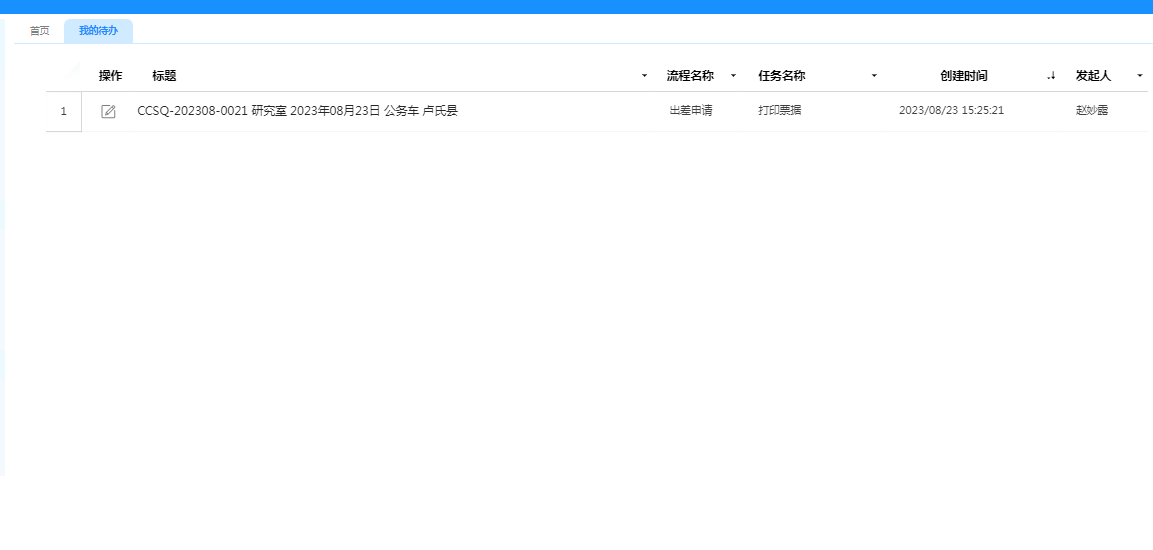 首页 我的待办
操作 标题 流程名称 任务名称 创建时间 发起人
1 CCSQ-202308-0021 研究室 2023年08月23日 公务车 卢氏县 出差申请 打印票据 2023/08/23 15:25:21 赵妙露